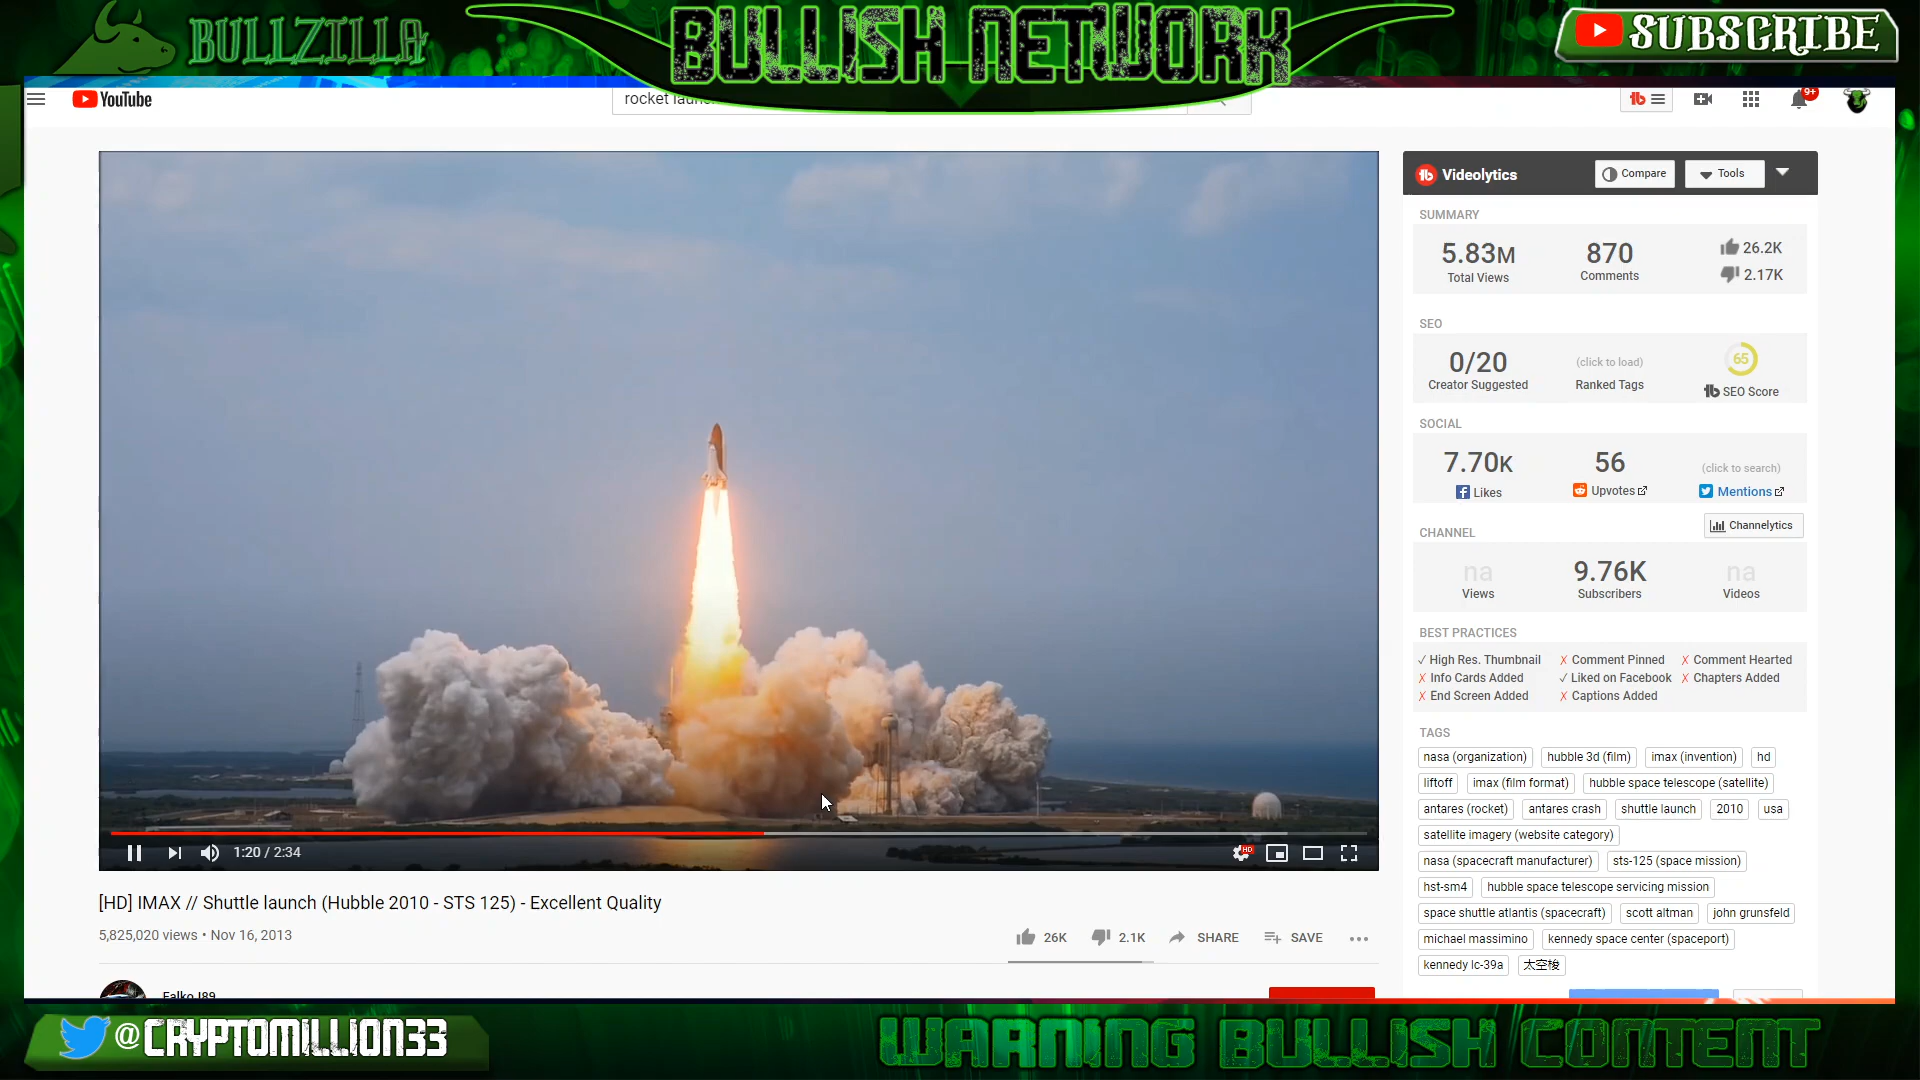 BULLZILLA
BULLISH NETWORK
SUBSCRIBE
YouTube
rocket
9+
Videolytics
Compare
Tools
SUMMARY
5.83M
Total Views
870
Comments
26.2K
2.17K
SEO
0/20
Creator Suggested
(click to load)
Ranked Tags
65
SEO Score
SOCIAL
7.70K
Likes
56
Upvotes
(click to search)
Mentions
CHANNEL
Channelytics
na
Views
9.76K
Subscribers
na
Videos
BEST PRACTICES
✓ High Res. Thumbnail ✗ Comment Pinned ✗ Comment Hearted
✗ Info Cards Added ✓ Liked on Facebook ✗ Chapters Added
✗ End Screen Added ✗ Captions Added
TAGS
nasa (organization) hubble 3d (film) imax (invention) hd
liftoff imax (film format) hubble space telescope (satellite)
antares (rocket) antares crash shuttle launch 2010 usa
satellite imagery (website category)
nasa (spacecraft manufacturer) sts-125 (space mission)
hst-sm4 hubble space telescope servicing mission
space shuttle atlantis (spacecraft) scott altman john grunsfeld
michael massimino kennedy space center (spaceport)
kennedy lc-39a 太空梭
1:20 / 2:34
HD
[HD] IMAX // Shuttle launch (Hubble 2010 - STS 125) - Excellent Quality
5,825,020 views • Nov 16, 2013
26K 2.1K SHARE SAVE
@CRYPTOMILLION33
WARNING BULLISH CONTENT